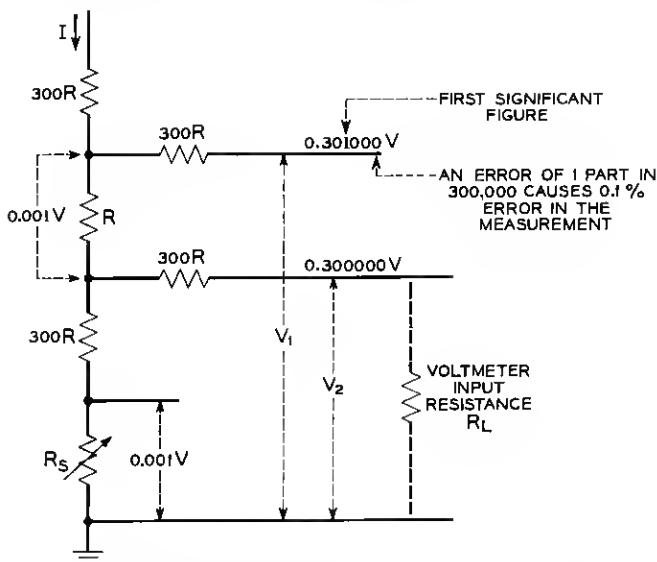 I
300R
FIRST SIGNIFICANT
FIGURE
300R
0.301000 V
AN ERROR OF 1 PART IN
300,000 CAUSES 0.1 %
ERROR IN THE
MEASUREMENT
0.001V
R
300R
0.300000V
300R
V1
V2
VOLTMETER
INPUT
RESISTANCE
RL
RS
0.001V